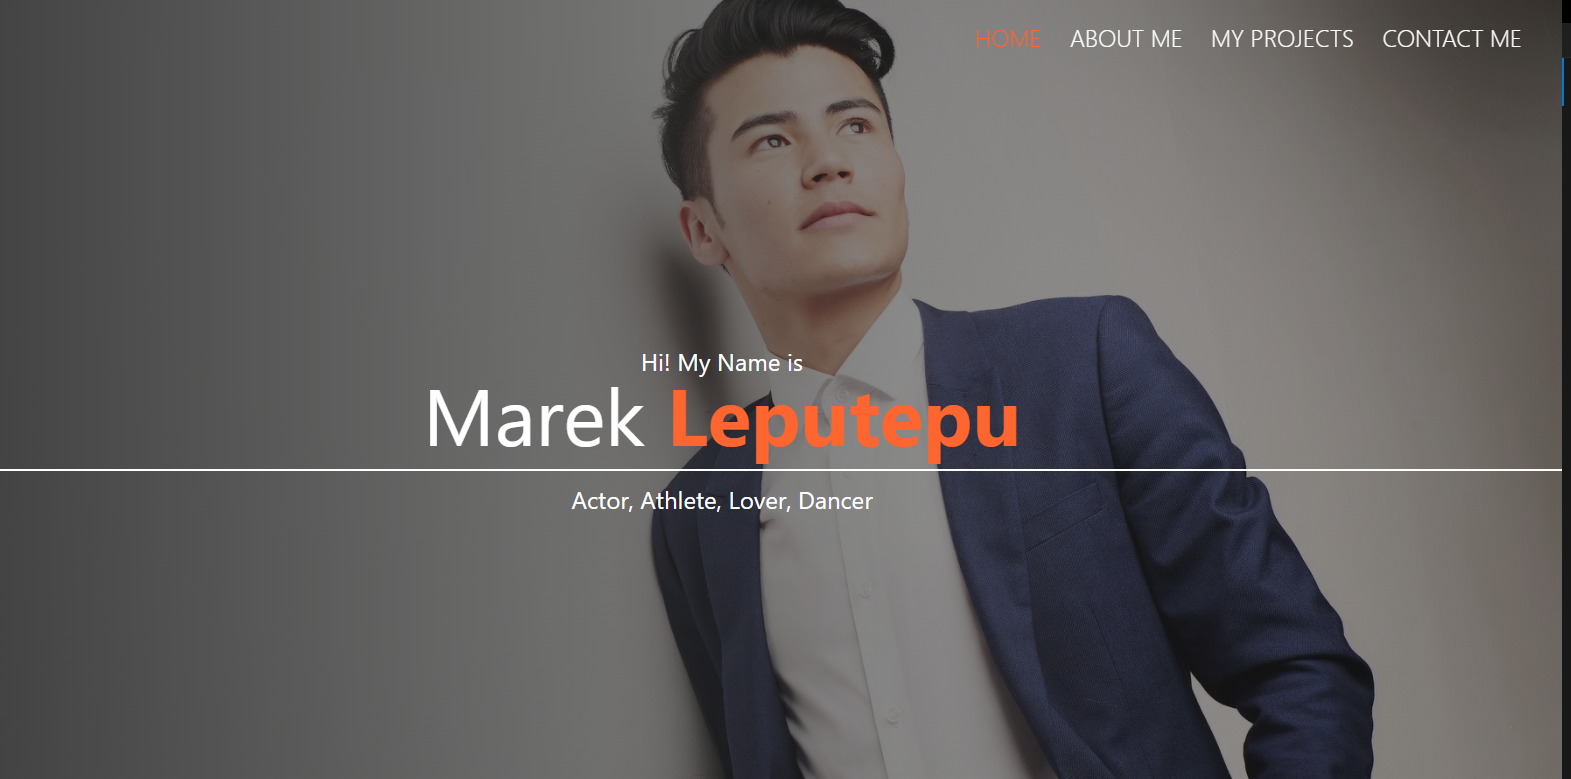 HOME ABOUT ME MY PROJECTS CONTACT ME
Hi! My Name is
Marek Leputepu
Actor, Athlete, Lover, Dancer